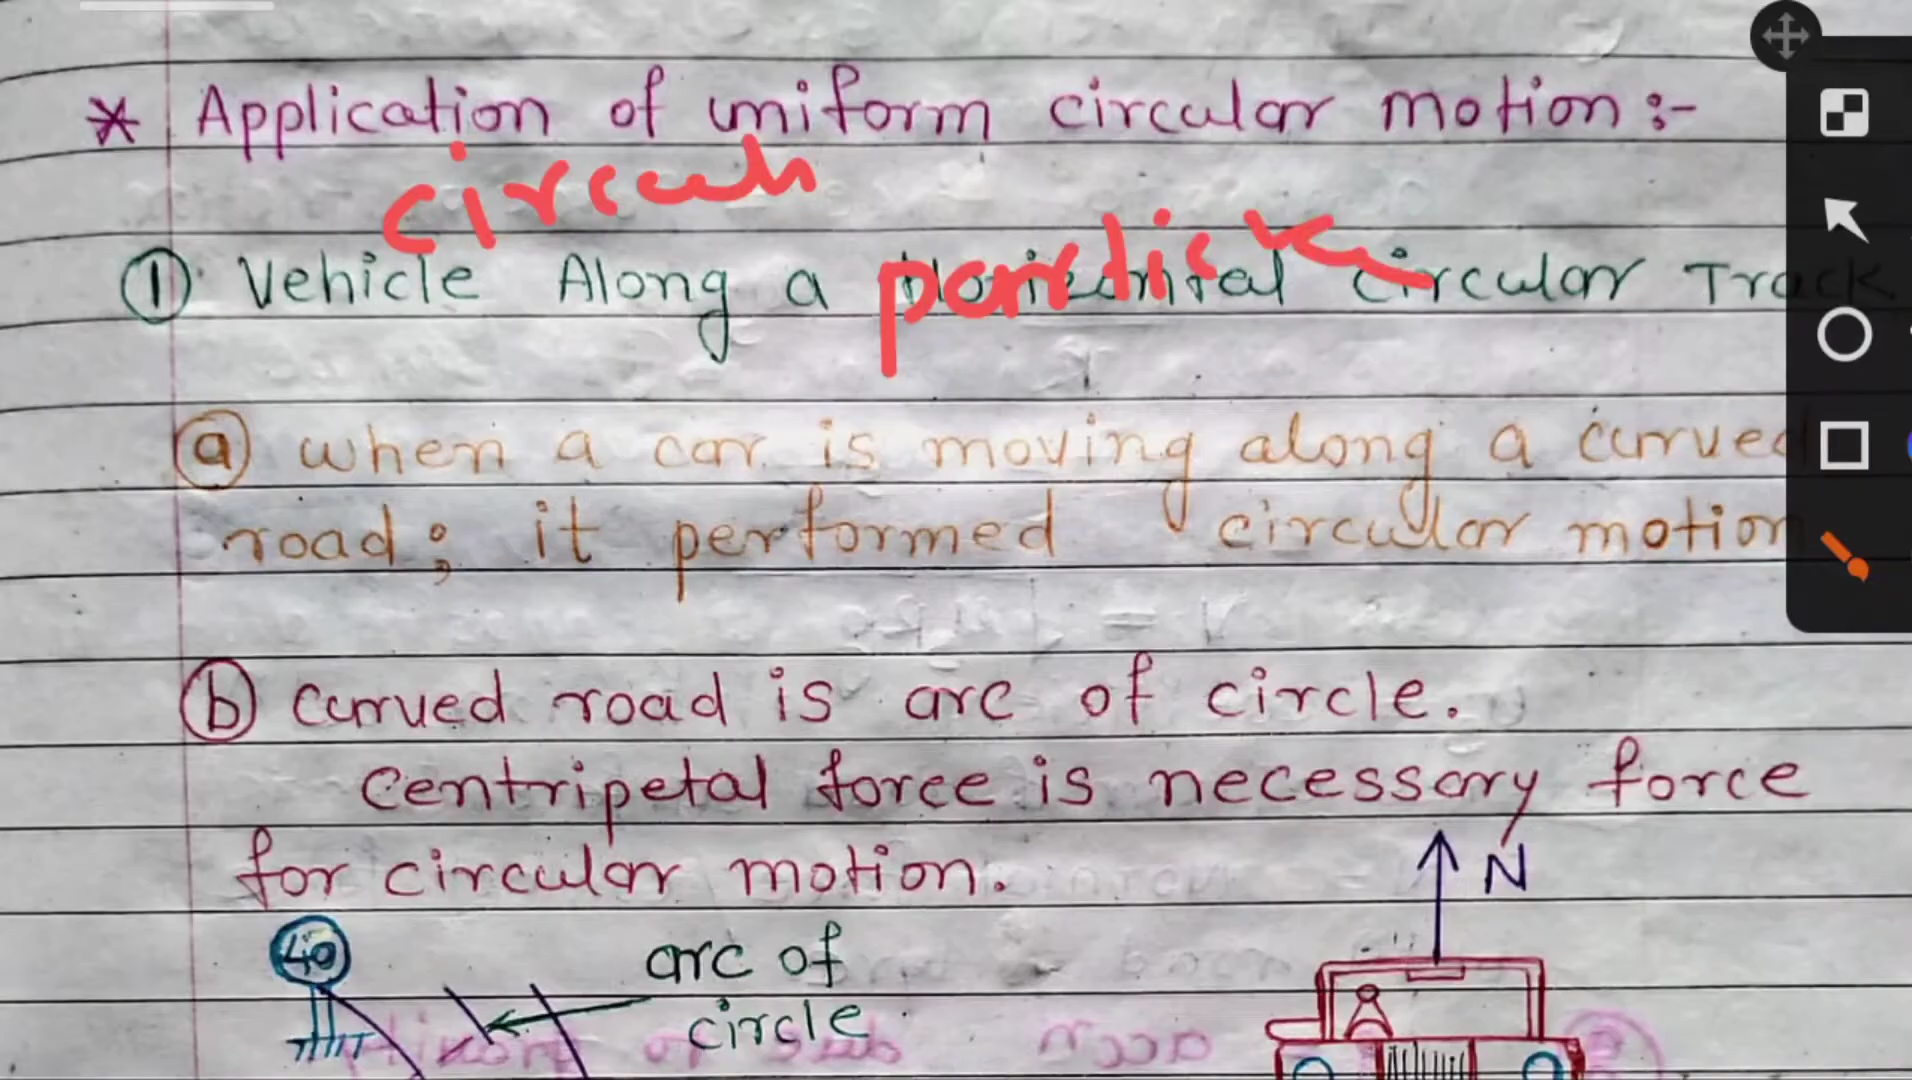 * Application of uniform circular motion :-
① Vehicle Along a Horizontal circular Track
ⓐ when a car is moving along a curved
road; it performed circular motion
ⓑ curved road is arc of circle.
centripetal force is necessary force
for circular motion.
N
40
arc of
circle